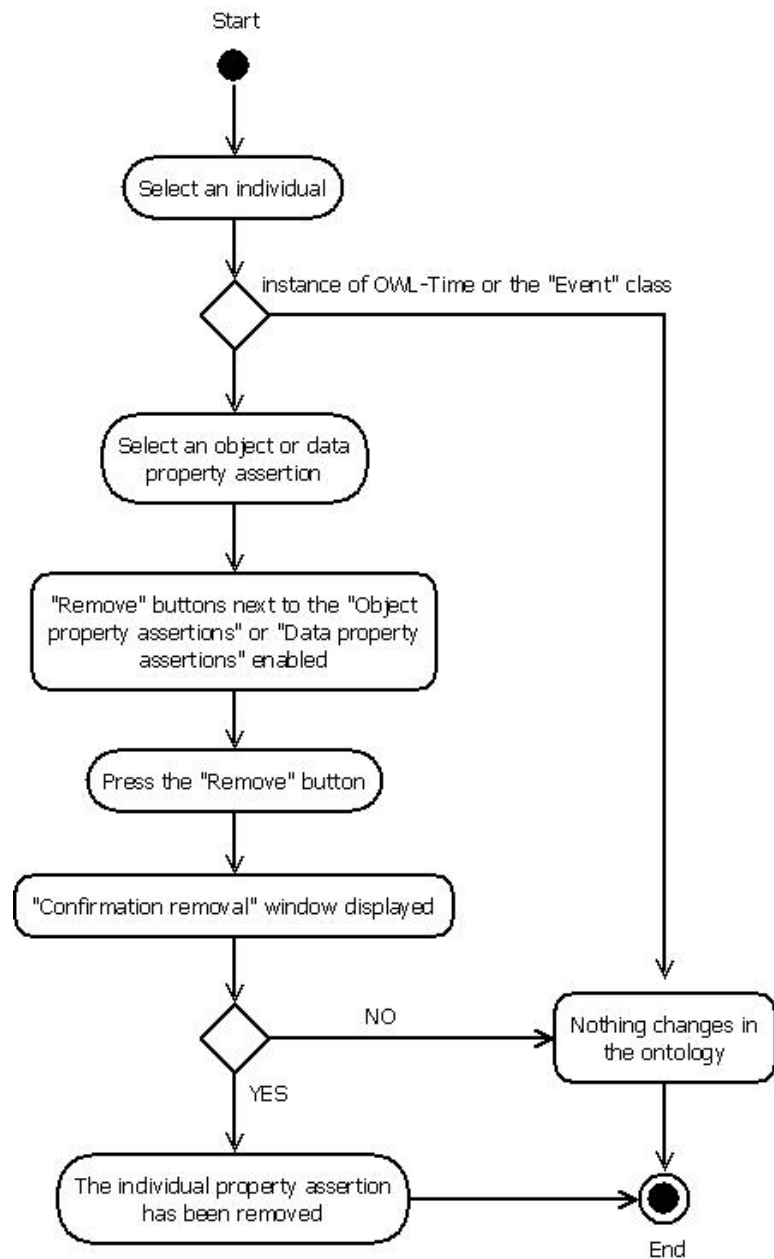 Start
Select an individual
instance of OWL-Time or the "Event" class
Select an object or data
property assertion
"Remove" buttons next to the "Object
property assertions" or "Data property
assertions" enabled
Press the "Remove" button
"Confirmation removal" window displayed
NO
Nothing changes in
the ontology
YES
The individual property assertion
has been removed
End